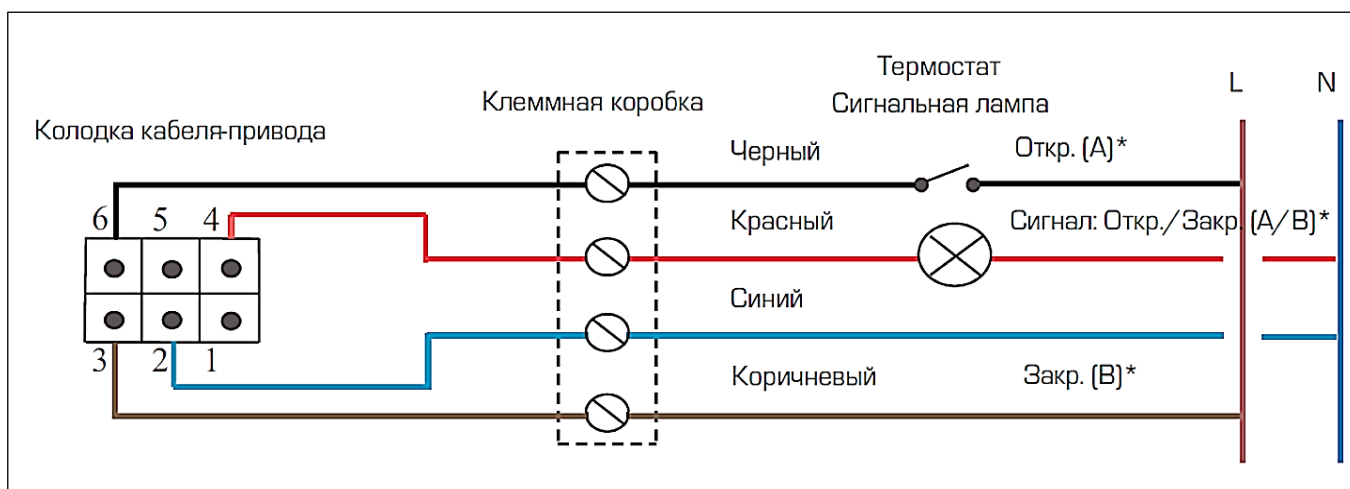 Термостат
Сигнальная лампа
L N
Клеммная коробка
Колодка кабеля-привода
Черный Откр. (А)*
6 5 4
Красный Сигнал: Откр./Закр. (А/В)*
Синий
3 2 1
Коричневый Закр. (В)*